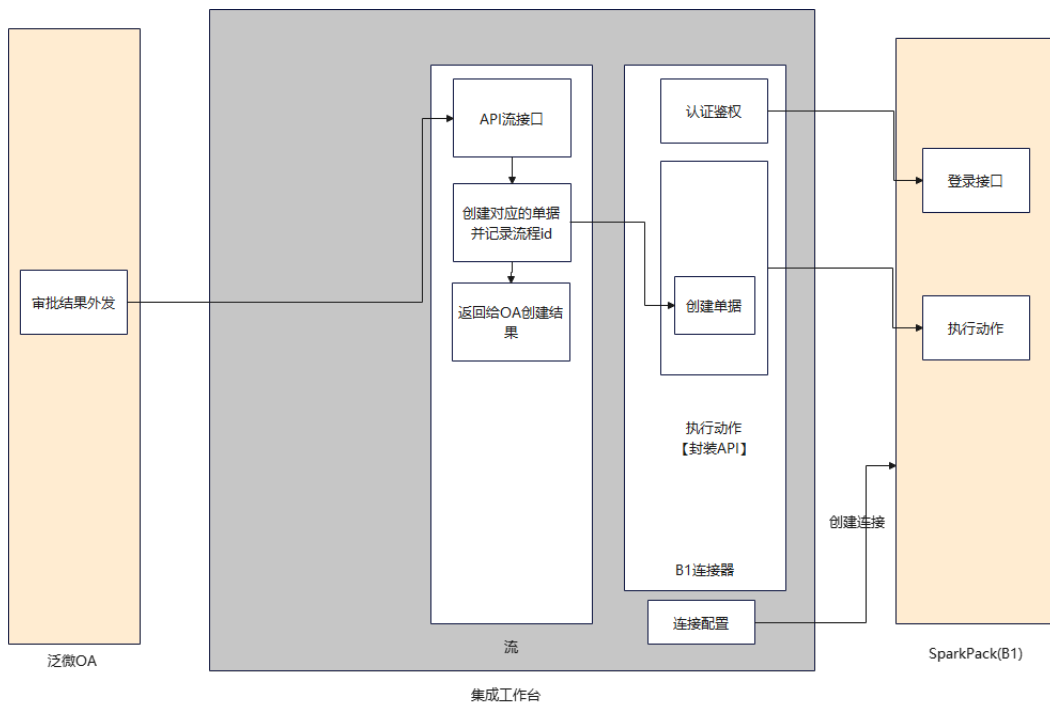 API流接口
认证鉴权
登录接口
创建对应的单据
并记录流程id
审批结果外发
返回给OA创建结
果
创建单据
执行动作
执行动作
【封装API】
创建连接
B1连接器
连接配置
流
泛微OA
SparkPack(B1)
集成工作台